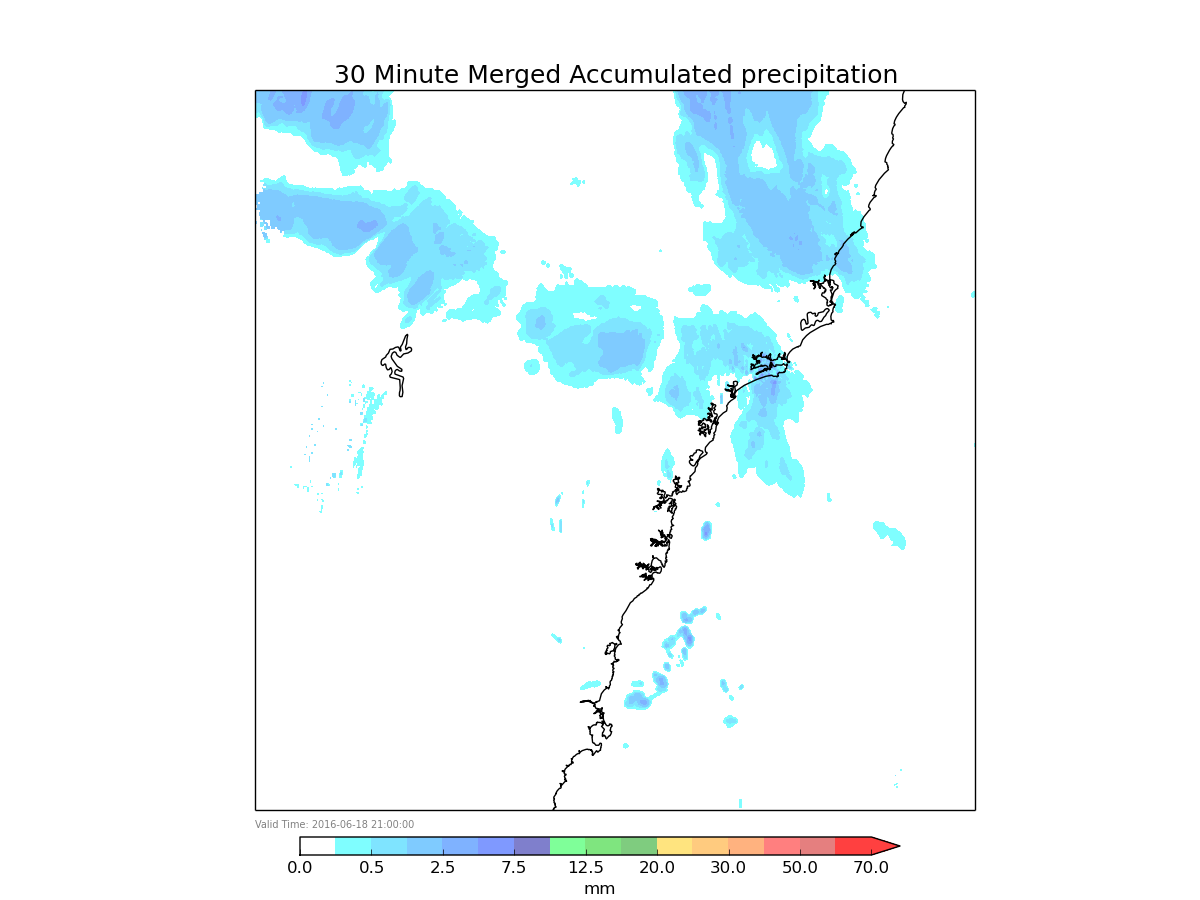 30 Minute Merged Accumulated precipitation
Valid Time: 2016-06-18 21:00:00
0.0 0.5 2.5 7.5 12.5 20.0 30.0 50.0 70.0
mm